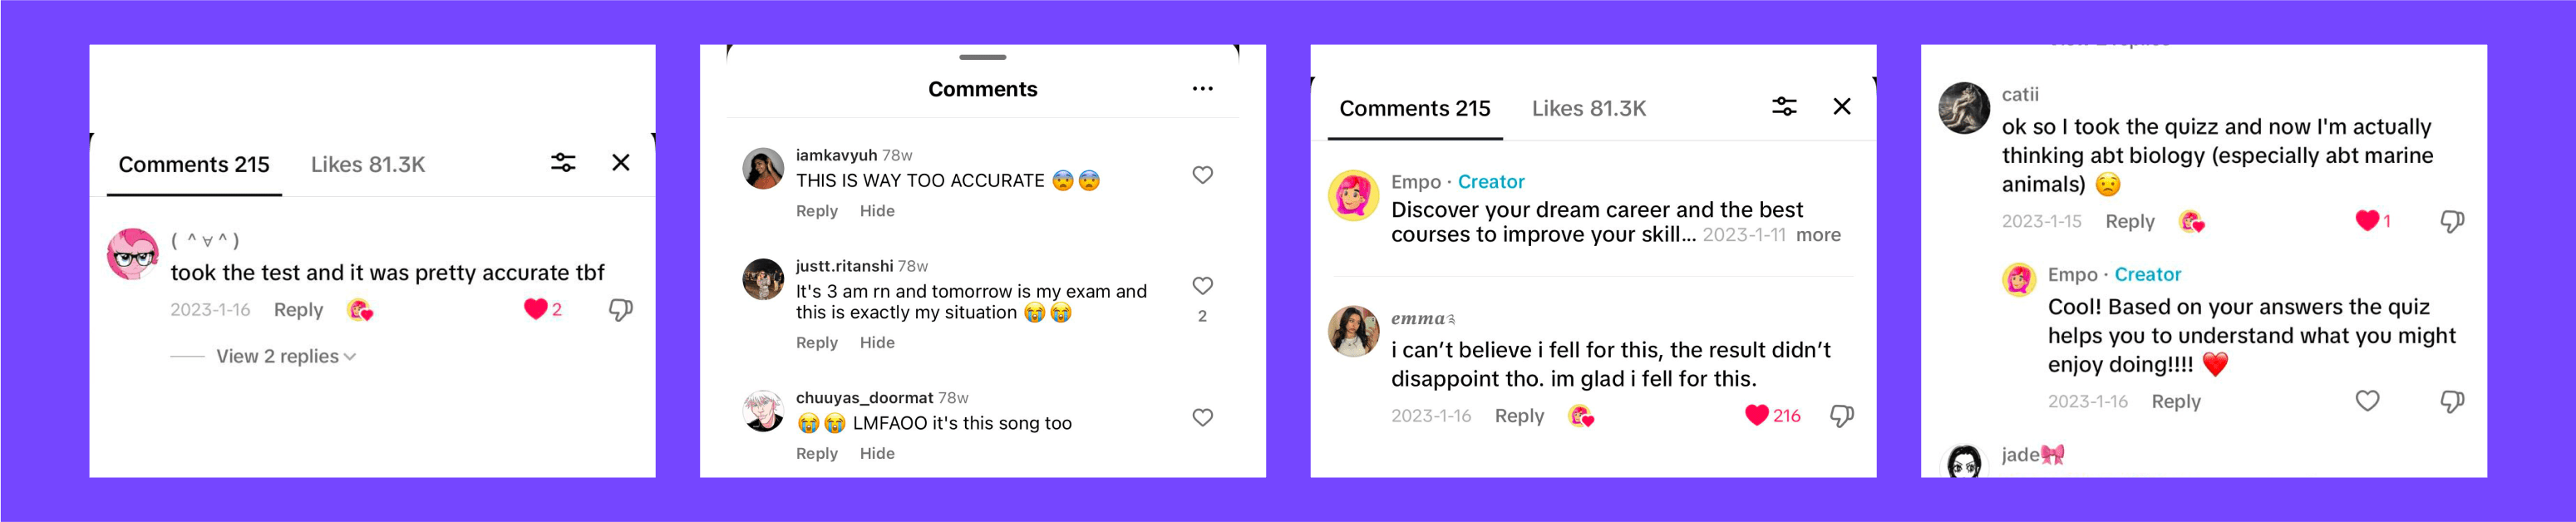 Comments 215 Likes 81.3K
( ^ ∀ ^ )
took the test and it was pretty accurate tbf
2023-1-16 Reply 2
View 2 replies
Comments
iamkavyuh 78w
THIS IS WAY TOO ACCURATE 😨😨
Reply Hide
justt.ritanshi 78w
It's 3 am rn and tomorrow is my exam and
this is exactly my situation 😭😭
2
Reply Hide
chuuyas_doormat 78w
😭😭 LMFAOO it's this song too
Reply Hide
Comments 215 Likes 81.3K
Empo · Creator
Discover your dream career and the best
courses to improve your skill... 2023-1-11 more
emma
i can't believe i fell for this, the result didn't
disappoint tho. im glad i fell for this.
2023-1-16 Reply 216
catii
ok so I took the quizz and now I'm actually
thinking abt biology (especially abt marine
animals) 😟
2023-1-15 Reply 1
Empo · Creator
Cool! Based on your answers the quiz
helps you to understand what you might
enjoy doing!!!! ❤️
2023-1-16 Reply
jade🎀